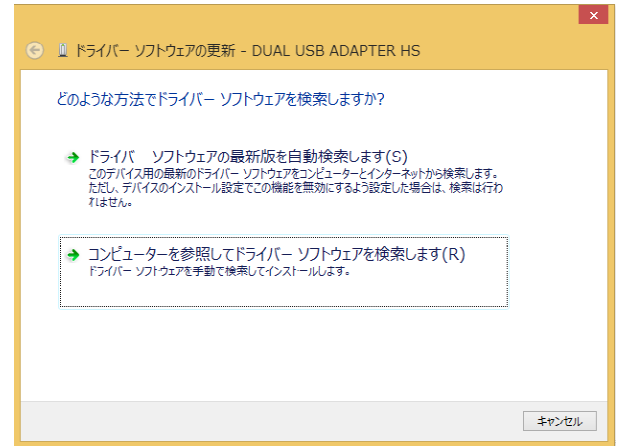 ドライバー ソフトウェアの更新 - DUAL USB ADAPTER HS
どのような方法でドライバー ソフトウェアを検索しますか?
ドライバ　ソフトウェアの最新版を自動検索します(S)
このデバイス用の最新のドライバー ソフトウェアをコンピューターとインターネットから検索します。
ただし、デバイスのインストール設定でこの機能を無効にするよう設定した場合は、検索は行わ
れません。
コンピューターを参照してドライバー ソフトウェアを検索します(R)
ドライバー ソフトウェアを手動で検索してインストールします。
キャンセル